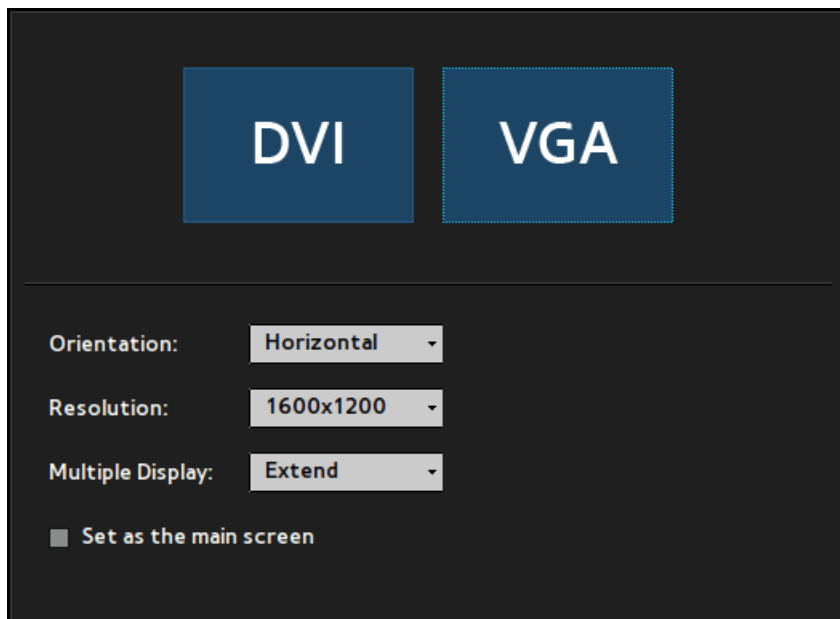 DVI VGA
Orientation: Horizontal
Resolution: 1600x1200
Multiple Display: Extend
Set as the main screen